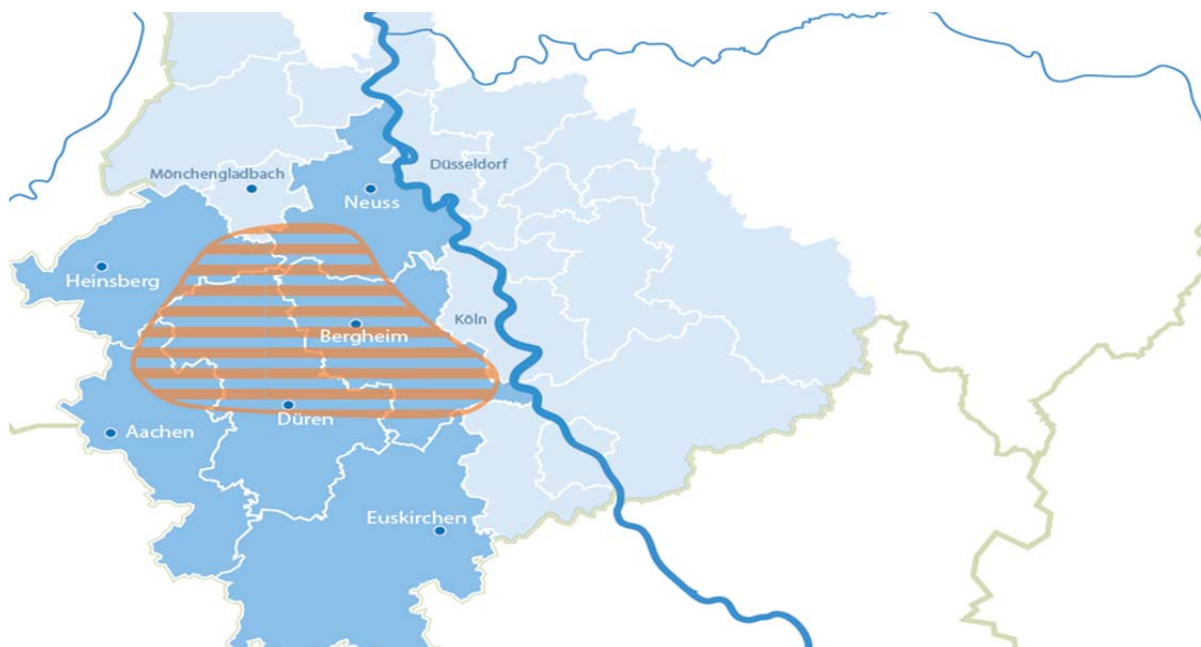 Düsseldorf
Mönchengladbach
Neuss
Heinsberg
Köln
Bergheim
Düren
Aachen
Euskirchen